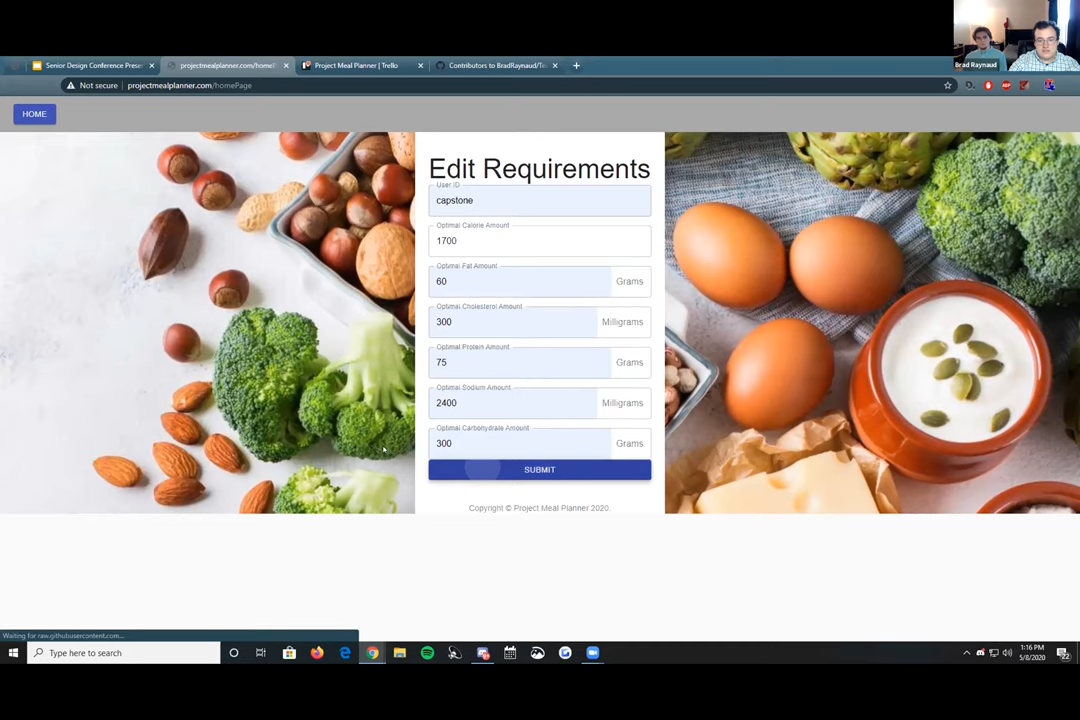 Brad Raynaud
Senior Design Conference Prese
projectmealplanner.com/homeP
Project Meal Planner | Trello
Contributors to BradRaynaud/Te
Not secure | projectmealplanner.com/homePage
HOME
Edit Requirements
User ID
capstone
Optimal Calorie Amount
1700
Optimal Fat Amount
60 Grams
Optimal Cholesterol Amount
300 Milligrams
Optimal Protein Amount
75 Grams
Optimal Sodium Amount
2400 Milligrams
Optimal Carbohydrate Amount
300 Grams
SUBMIT
Copyright © Project Meal Planner 2020.
Waiting for raw.githubusercontent.com...
Type here to search
1:16 PM
5/8/2020
22